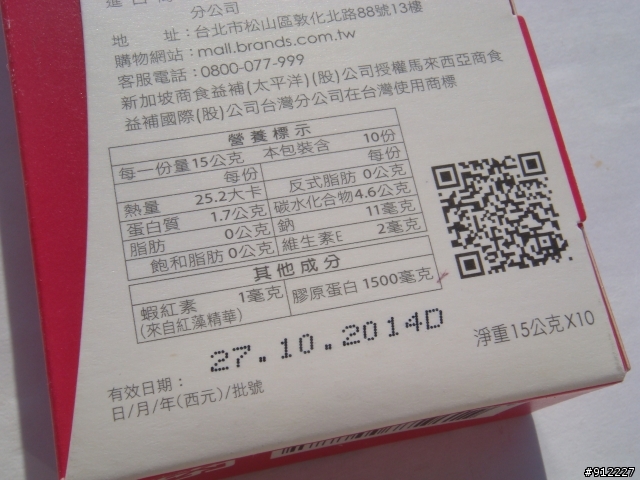 分公司
地 址:台北市松山區敦化北路88號13樓
購物網站:mall.brands.com.tw
客服電話:0800-077-999
新加坡商食益補(太平洋)(股)公司授權馬來西亞商食
益補國際(股)公司台灣分公司在台灣使用商標
營養標示
每一份量15公克 本包裝含 10份
每份 每份
熱量 25.2大卡 反式脂肪 0公克
蛋白質 1.7公克 碳水化合物4.6公克
脂肪 0公克 鈉 11毫克
飽和脂肪 0公克 維生素E 2毫克
其他成分
蝦紅素 1毫克 膠原蛋白 1500毫克
(來自紅藻精華)
27.10.2014D
淨重15公克X10
有效日期:
日/月/年(西元)/批號
#912227